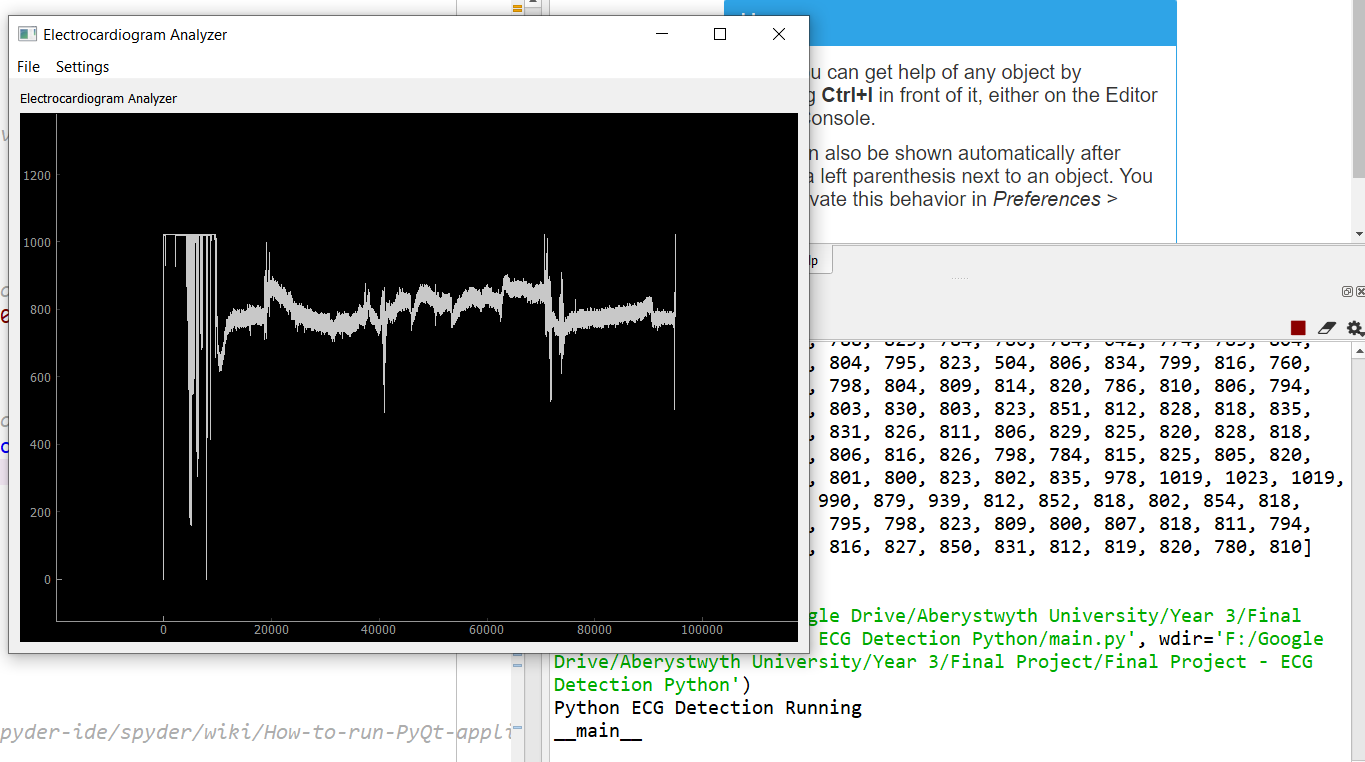 Electrocardiogram Analyzer
File Settings
Electrocardiogram Analyzer
1200
1000
800
600
400
200
0
0 20000 40000 60000 80000 100000
u can get help of any object by
g Ctrl+I in front of it, either on the Editor
Console.
n also be shown automatically after
a left parenthesis next to an object. You
vate this behavior in Preferences >
lp
, 804, 795, 823, 504, 806, 834, 799, 816, 760,
, 798, 804, 809, 814, 820, 786, 810, 806, 794,
, 803, 830, 803, 823, 851, 812, 828, 818, 835,
, 831, 826, 811, 806, 829, 825, 820, 828, 818,
, 806, 816, 826, 798, 784, 815, 825, 805, 820,
, 801, 800, 823, 802, 835, 978, 1019, 1023, 1019,
990, 879, 939, 812, 852, 818, 802, 854, 818,
, 795, 798, 823, 809, 800, 807, 818, 811, 794,
, 816, 827, 850, 831, 812, 819, 820, 780, 810]
gle Drive/Aberystwyth University/Year 3/Final
ECG Detection Python/main.py', wdir='F:/Google
Drive/Aberystwyth University/Year 3/Final Project/Final Project - ECG
Detection Python')
Python ECG Detection Running
__main__
pyder-ide/spyder/wiki/How-to-run-PyQt-appli